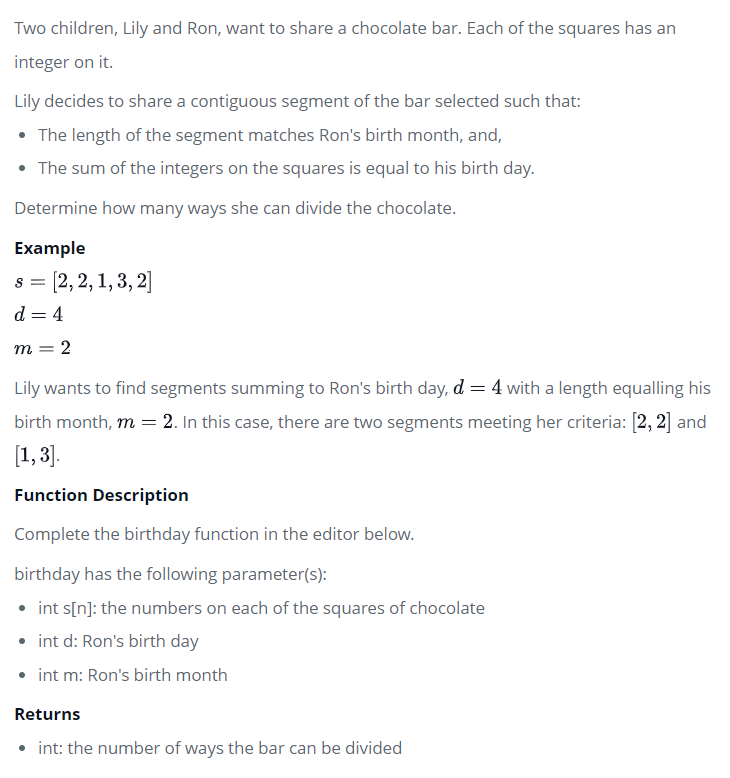 Two children, Lily and Ron, want to share a chocolate bar. Each of the squares has an
integer on it.
Lily decides to share a contiguous segment of the bar selected such that:
• The length of the segment matches Ron's birth month, and,
• The sum of the integers on the squares is equal to his birth day.
Determine how many ways she can divide the chocolate.
Example
s = [2, 2, 1, 3, 2]
d = 4
m = 2
Lily wants to find segments summing to Ron's birth day, d = 4 with a length equalling his
birth month, m = 2. In this case, there are two segments meeting her criteria: [2, 2] and
[1, 3].
Function Description
Complete the birthday function in the editor below.
birthday has the following parameter(s):
• int s[n]: the numbers on each of the squares of chocolate
• int d: Ron's birth day
• int m: Ron's birth month
Returns
• int: the number of ways the bar can be divided